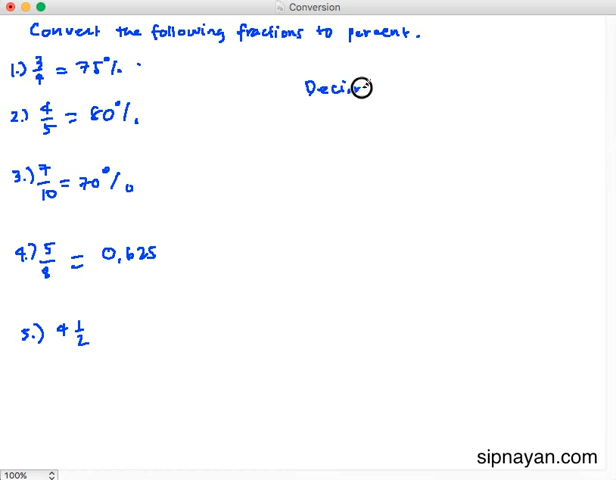 Conversion
Convert the following fractions to percent.
1.) 3/4 = 75%
2.) 4/5 = 80%
Deci
3.) 7/10 = 70%
4.) 5/8 = 0.625
5.) 4 1/2
sipnayan.com
100%